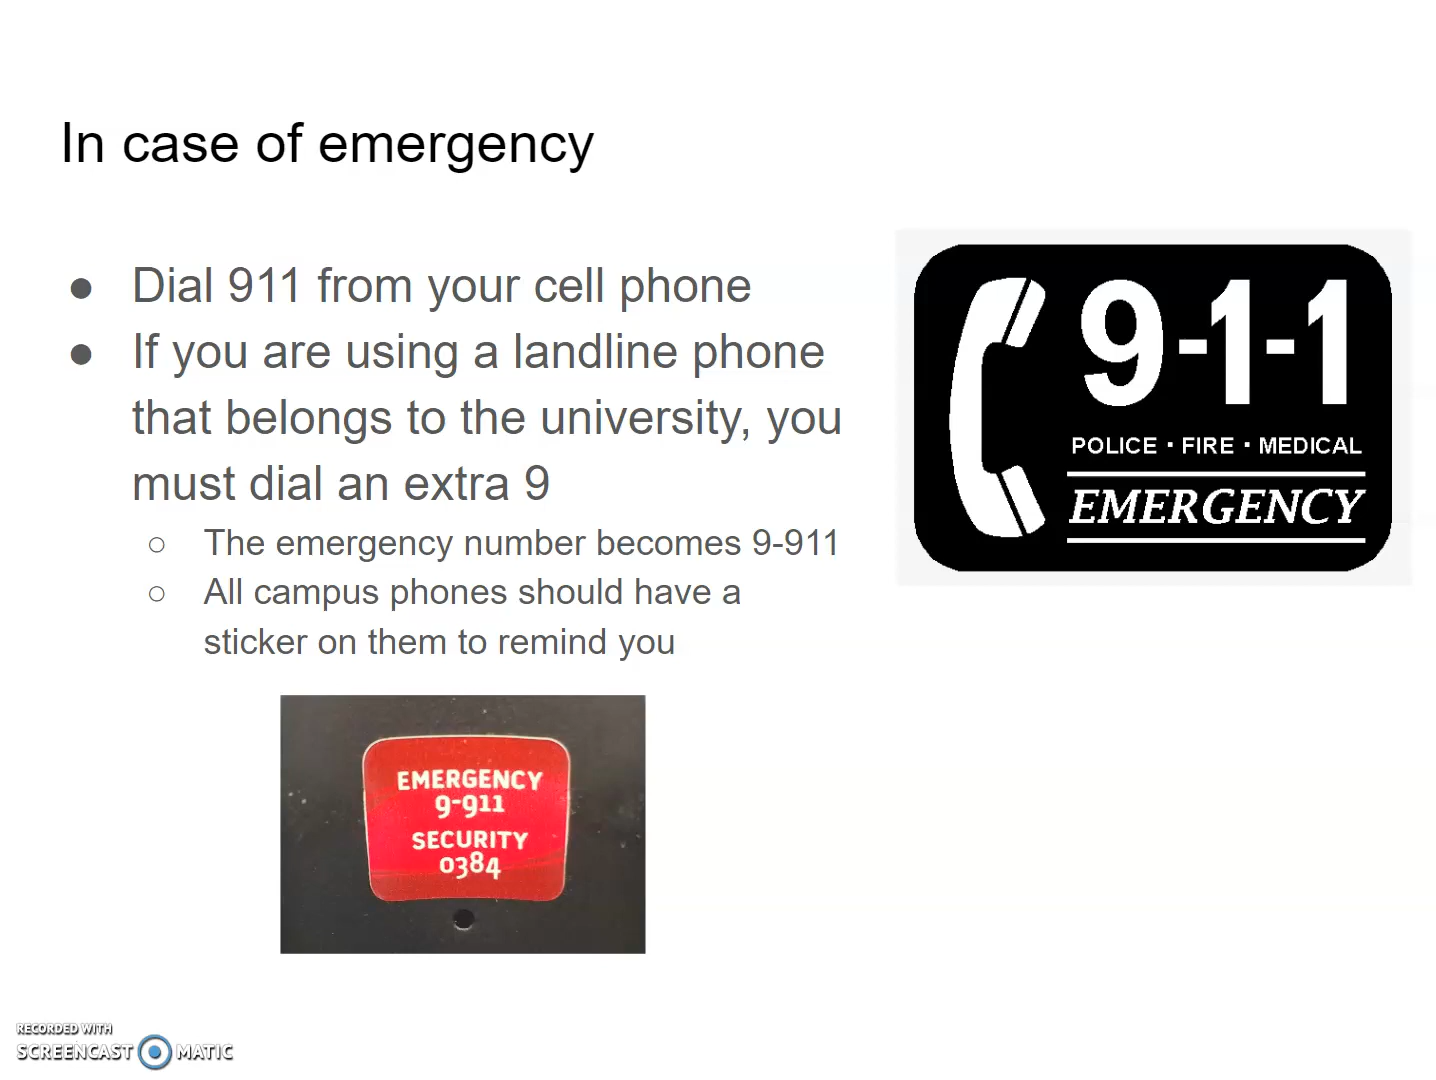 In case of emergency
● Dial 911 from your cell phone
● If you are using a landline phone
that belongs to the university, you
must dial an extra 9
○ The emergency number becomes 9-911
○ All campus phones should have a
sticker on them to remind you
9-1-1
POLICE · FIRE · MEDICAL
EMERGENCY
EMERGENCY
9-911
SECURITY
0384
RECORDED WITH
SCREENCAST MATIC